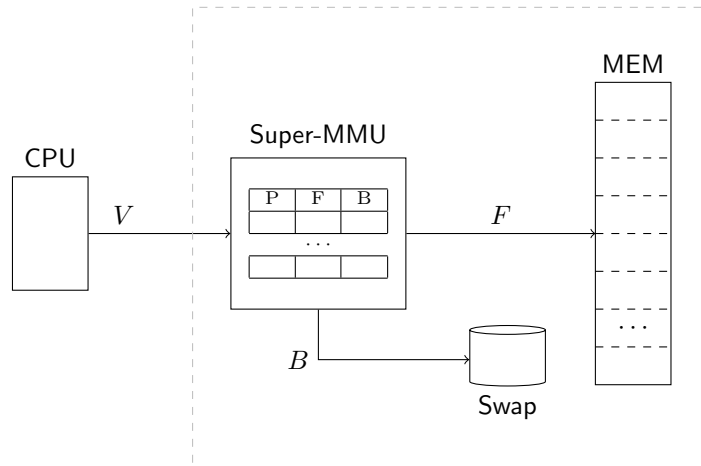 MEM
Super-MMU
CPU
P F B
V
F
...
...
B
Swap